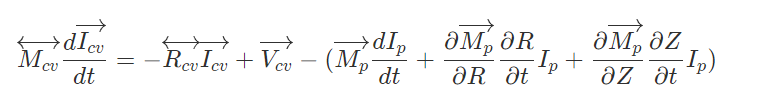 $$\overleftrightarrow{M_{cv}} \frac{d\overrightarrow{I_{cv}}}{dt} = -\overleftrightarrow{R_{cv}}\overleftrightarrow{I_{cv}} + \overrightarrow{V_{cv}} - (\overrightarrow{M_p}\frac{dI_p}{dt} + \frac{\partial \overrightarrow{M_p}}{\partial R}\frac{\partial R}{\partial t}I_p + \frac{\partial \overrightarrow{M_p}}{\partial Z}\frac{\partial Z}{\partial t}I_p)$$